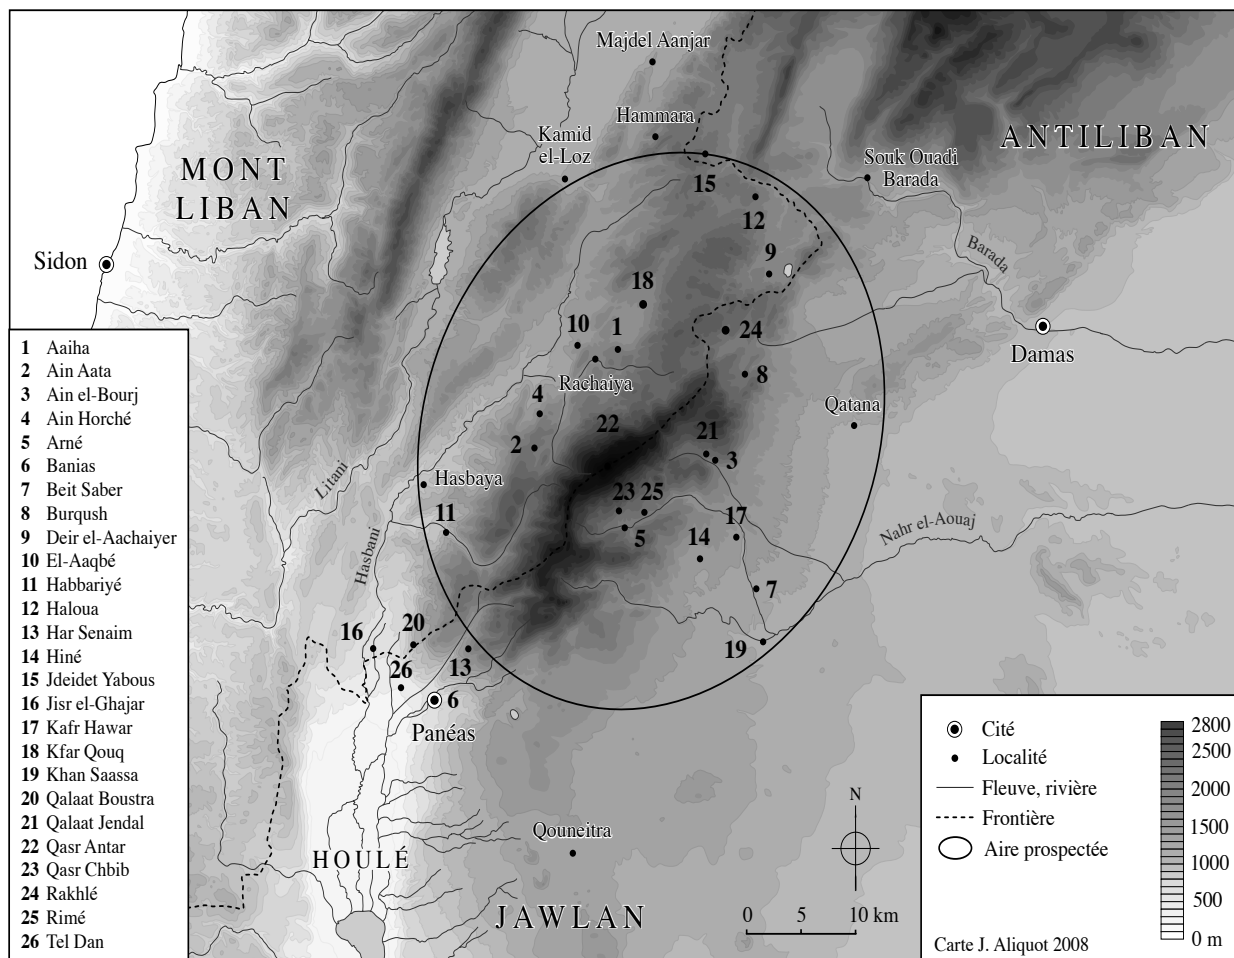 Majdel Aanjar
Hammara
Kamid
el-Loz
ANTILIBAN
MONT
LIBAN
Souk Ouadi
Barada
15
12
Sidon
9
Barada
18
10
1
24
Damas
Rachaiya
8
4
Qatana
22
21
2
3
Litani
Hasbaya
23
25
11
17
Nahr el-Aouaj
5
14
Hasbani
7
16
20
19
13
26
6
Panéas
Qouneitra
HOULÉ
JAWLAN
1 Aaiha
2 Ain Aata
3 Ain el-Bourj
4 Ain Horché
5 Arné
6 Banias
7 Beit Saber
8 Burqush
9 Deir el-Aachaiyer
10 El-Aaqbé
11 Habbariyé
12 Haloua
13 Har Senaim
14 Hiné
15 Jdeidet Yabous
16 Jisr el-Ghajar
17 Kafr Hawar
18 Kfar Qouq
19 Khan Saassa
20 Qalaat Boustra
21 Qalaat Jendal
22 Qasr Antar
23 Qasr Chbib
24 Rakhlé
25 Rimé
26 Tel Dan
N
0 5 10 km
Cité
Localité
Fleuve, rivière
Frontière
Aire prospectée
2800
2500
2000
1500
1000
500
0 m
Carte J. Aliquot 2008